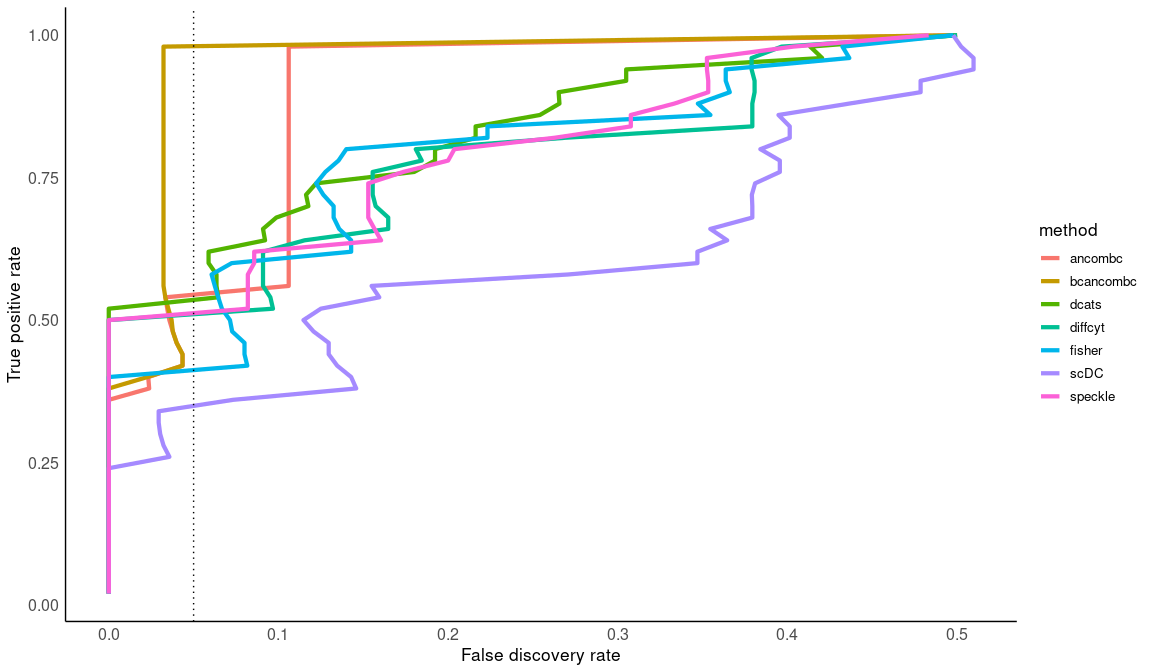 1.00
0.75
0.50
0.25
0.00
True positive rate
0.0 0.1 0.2 0.3 0.4 0.5
False discovery rate
method
ancombc
bcancombc
dcats
diffcyt
fisher
scDC
speckle